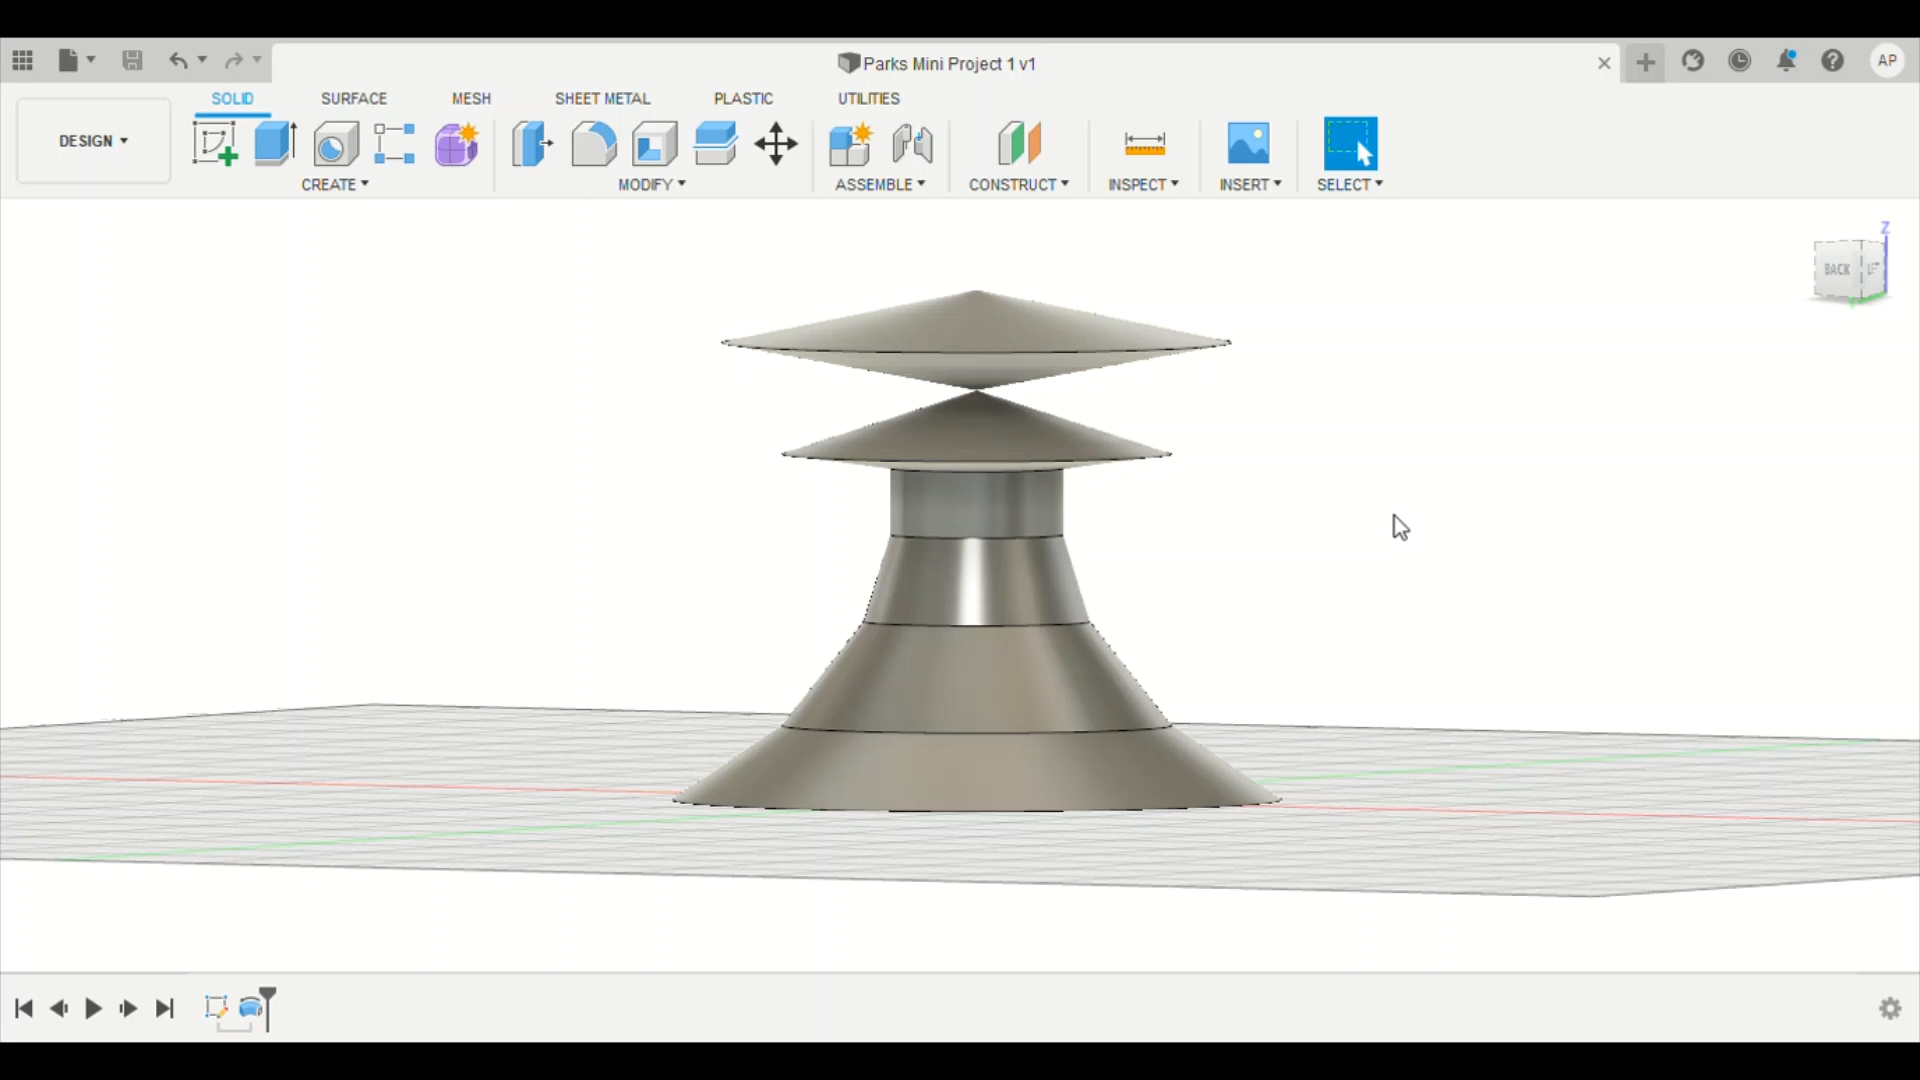 Parks Mini Project 1 v1
AP
DESIGN
SOLID
SURFACE
MESH
SHEET METAL
PLASTIC
UTILITIES
CREATE
MODIFY
ASSEMBLE
CONSTRUCT
INSPECT
INSERT
SELECT
Z
BACK